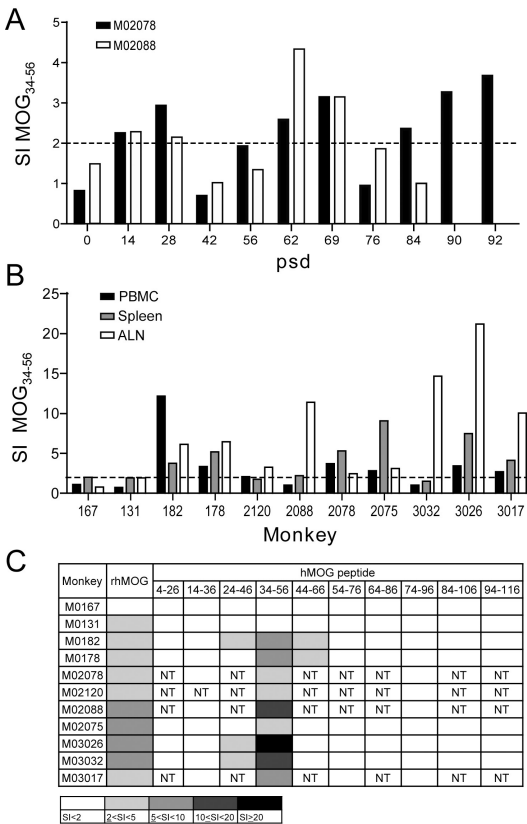 A
M02078
M02088
SI MOG34-56
5
4
3
2
1
0
0 14 28 42 56 62 69 76 84 90 92
psd
B
PBMC
Spleen
ALN
SI MOG34-56
25
20
15
10
5
0
167 131 182 178 2120 2088 2078 2075 3032 3026 3017
Monkey
C
Monkey rhMOG hMOG peptide
4-26 14-36 24-46 34-56 44-66 54-76 64-86 74-96 84-106 94-116
M0167
M0131
M0182
M0178
M02078 NT NT NT NT NT NT NT
M02120 NT NT NT NT NT NT NT NT
M02088 NT NT NT NT NT NT NT
M02075
M03026
M03032
M03017 NT NT NT NT NT NT
SI<2 2<SI<5 5<SI<10 10<SI<20 SI>20